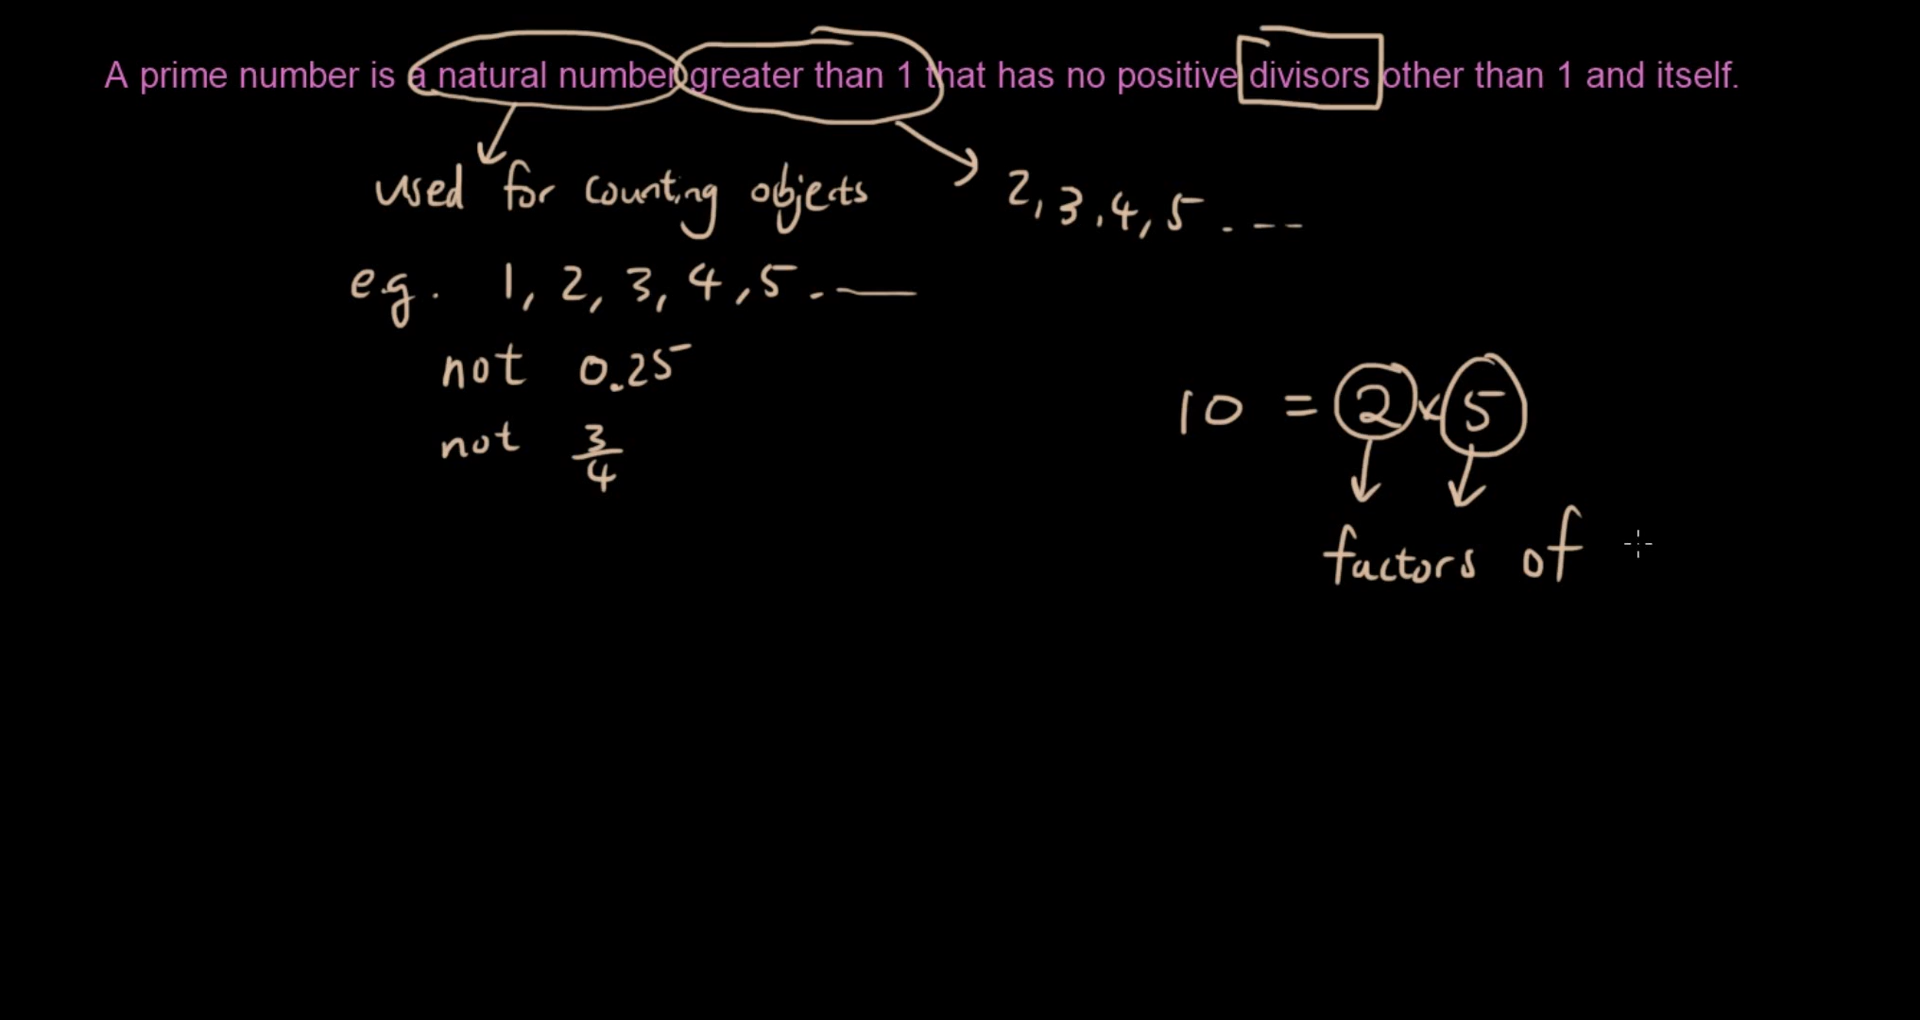 A prime number is a natural number greater than 1 that has no positive divisors other than 1 and itself.
used for counting objects
2, 3, 4, 5 . - - -
e.g. 1, 2, 3, 4, 5 . —
not 0.25
not 3/4
10 = 2 x 5
factors of